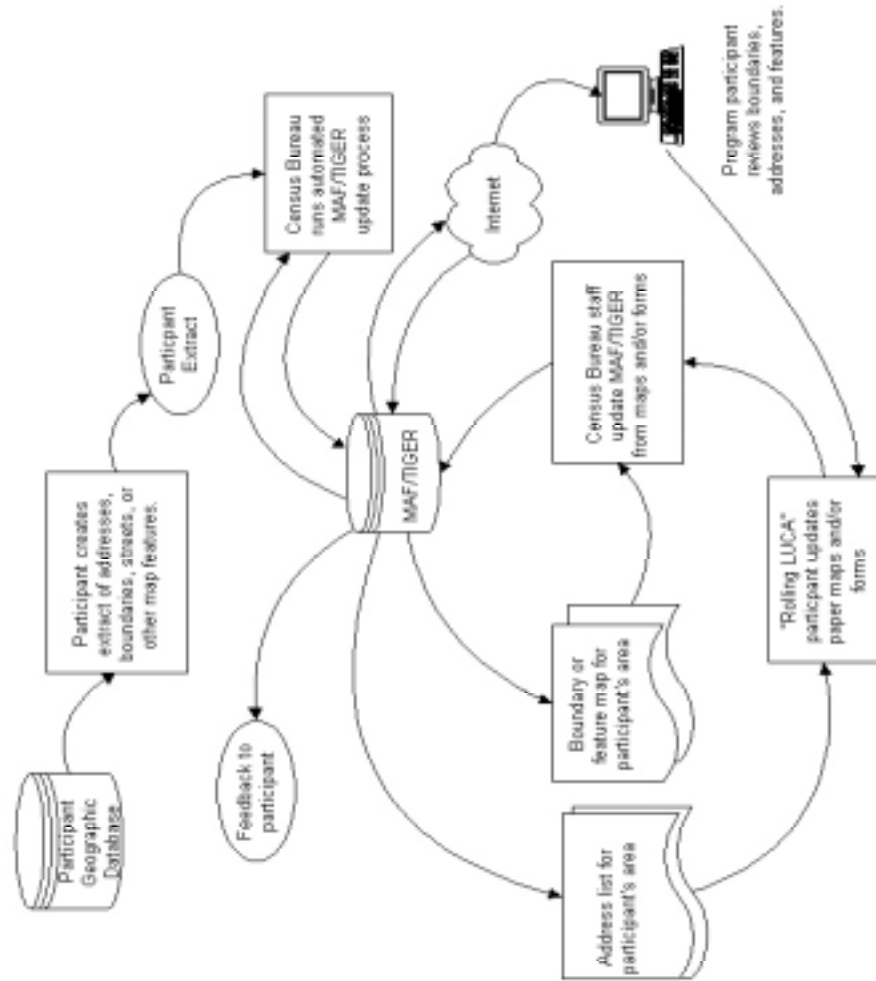 Participant
Geographic
Database
Participant creates
extract of addresses,
boundaries, streets, or
other map features.
Particpant
Extract
Census Bureau
runs automated
MAF/TIGER
update process
Feedback to
participant
MAF/TIGER
Internet
Address list for
participant's area
Boundary or
feature map for
participant's area
Census Bureau staff
update MAF/TIGER
from maps and/or forms
"Rolling LUCA"
particpant updates
paper maps and/or
forms
Program participant
reviews boundaries,
addresses, and features.